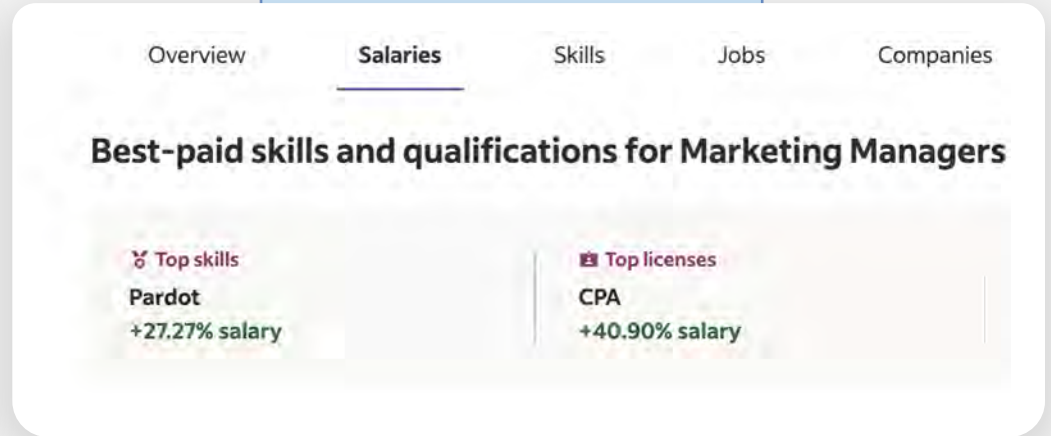 Overview Salaries Skills Jobs Companies
Best-paid skills and qualifications for Marketing Managers
Top skills
Pardot
+27.27% salary
Top licenses
CPA
+40.90% salary